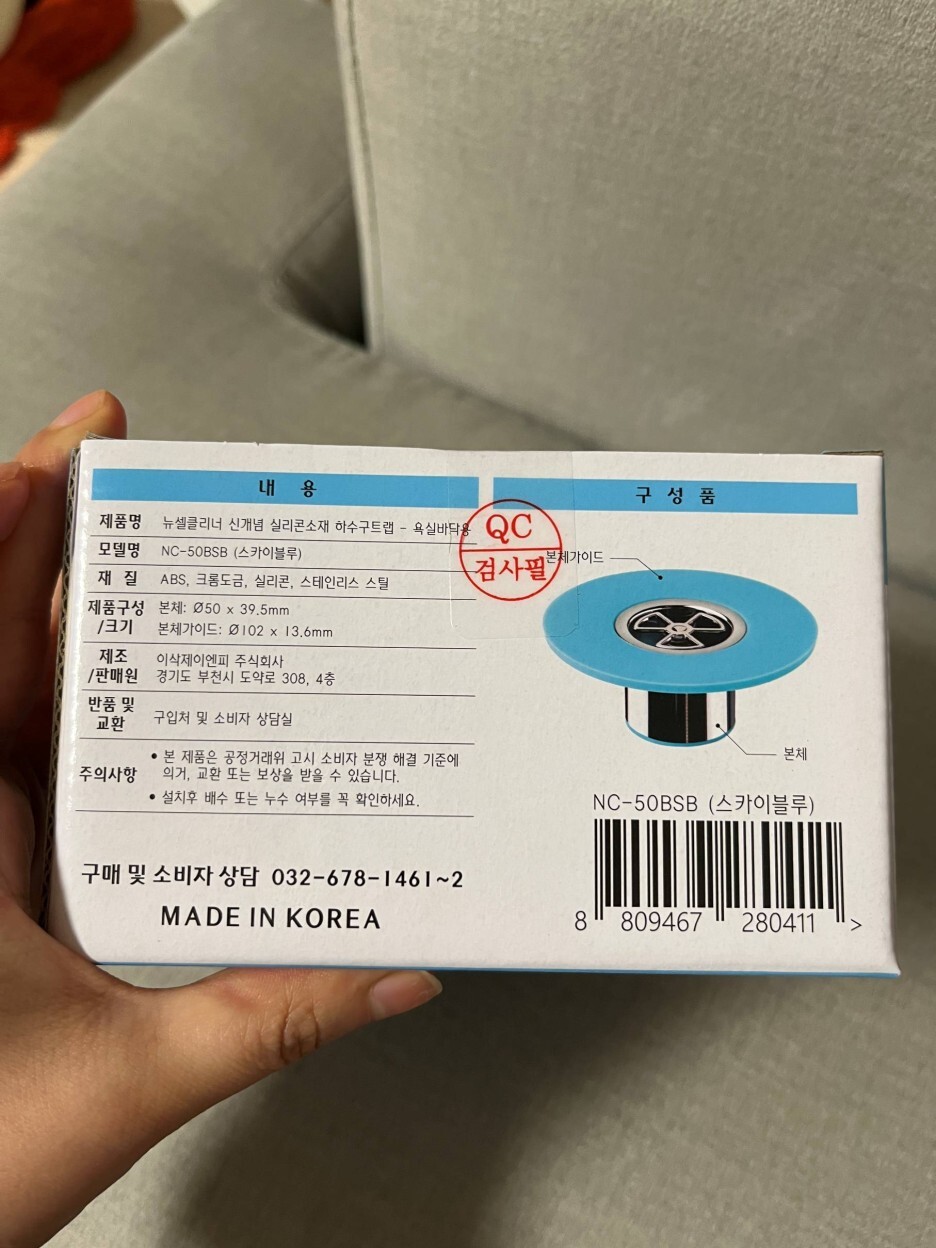 내 용
제품명 뉴셀클리너 신개념 실리콘소재 하수구트랩 - 욕실바닥용
모델명 NC-50BSB (스카이블루)
재 질 ABS, 크롬도금, 실리콘, 스테인리스 스틸
제품구성 본체: Ø50 x 39.5mm
/크기 본체가이드: Ø102 x 13.6mm
제조 이삭제이엔피 주식회사
/판매원 경기도 부천시 도약로 308, 4층
반품 및
교환 구입처 및 소비자 상담실
주의사항 • 본 제품은 공정거래위 고시 소비자 분쟁 해결 기준에
의거, 교환 또는 보상을 받을 수 있습니다.
• 설치후 배수 또는 누수 여부를 꼭 확인하세요.
구매 및 소비자 상담 032-678-1461~2
MADE IN KOREA
QC
검사필
구 성 품
본체가이드
본체
NC-50BSB (스카이블루)
8 809467 280411 >